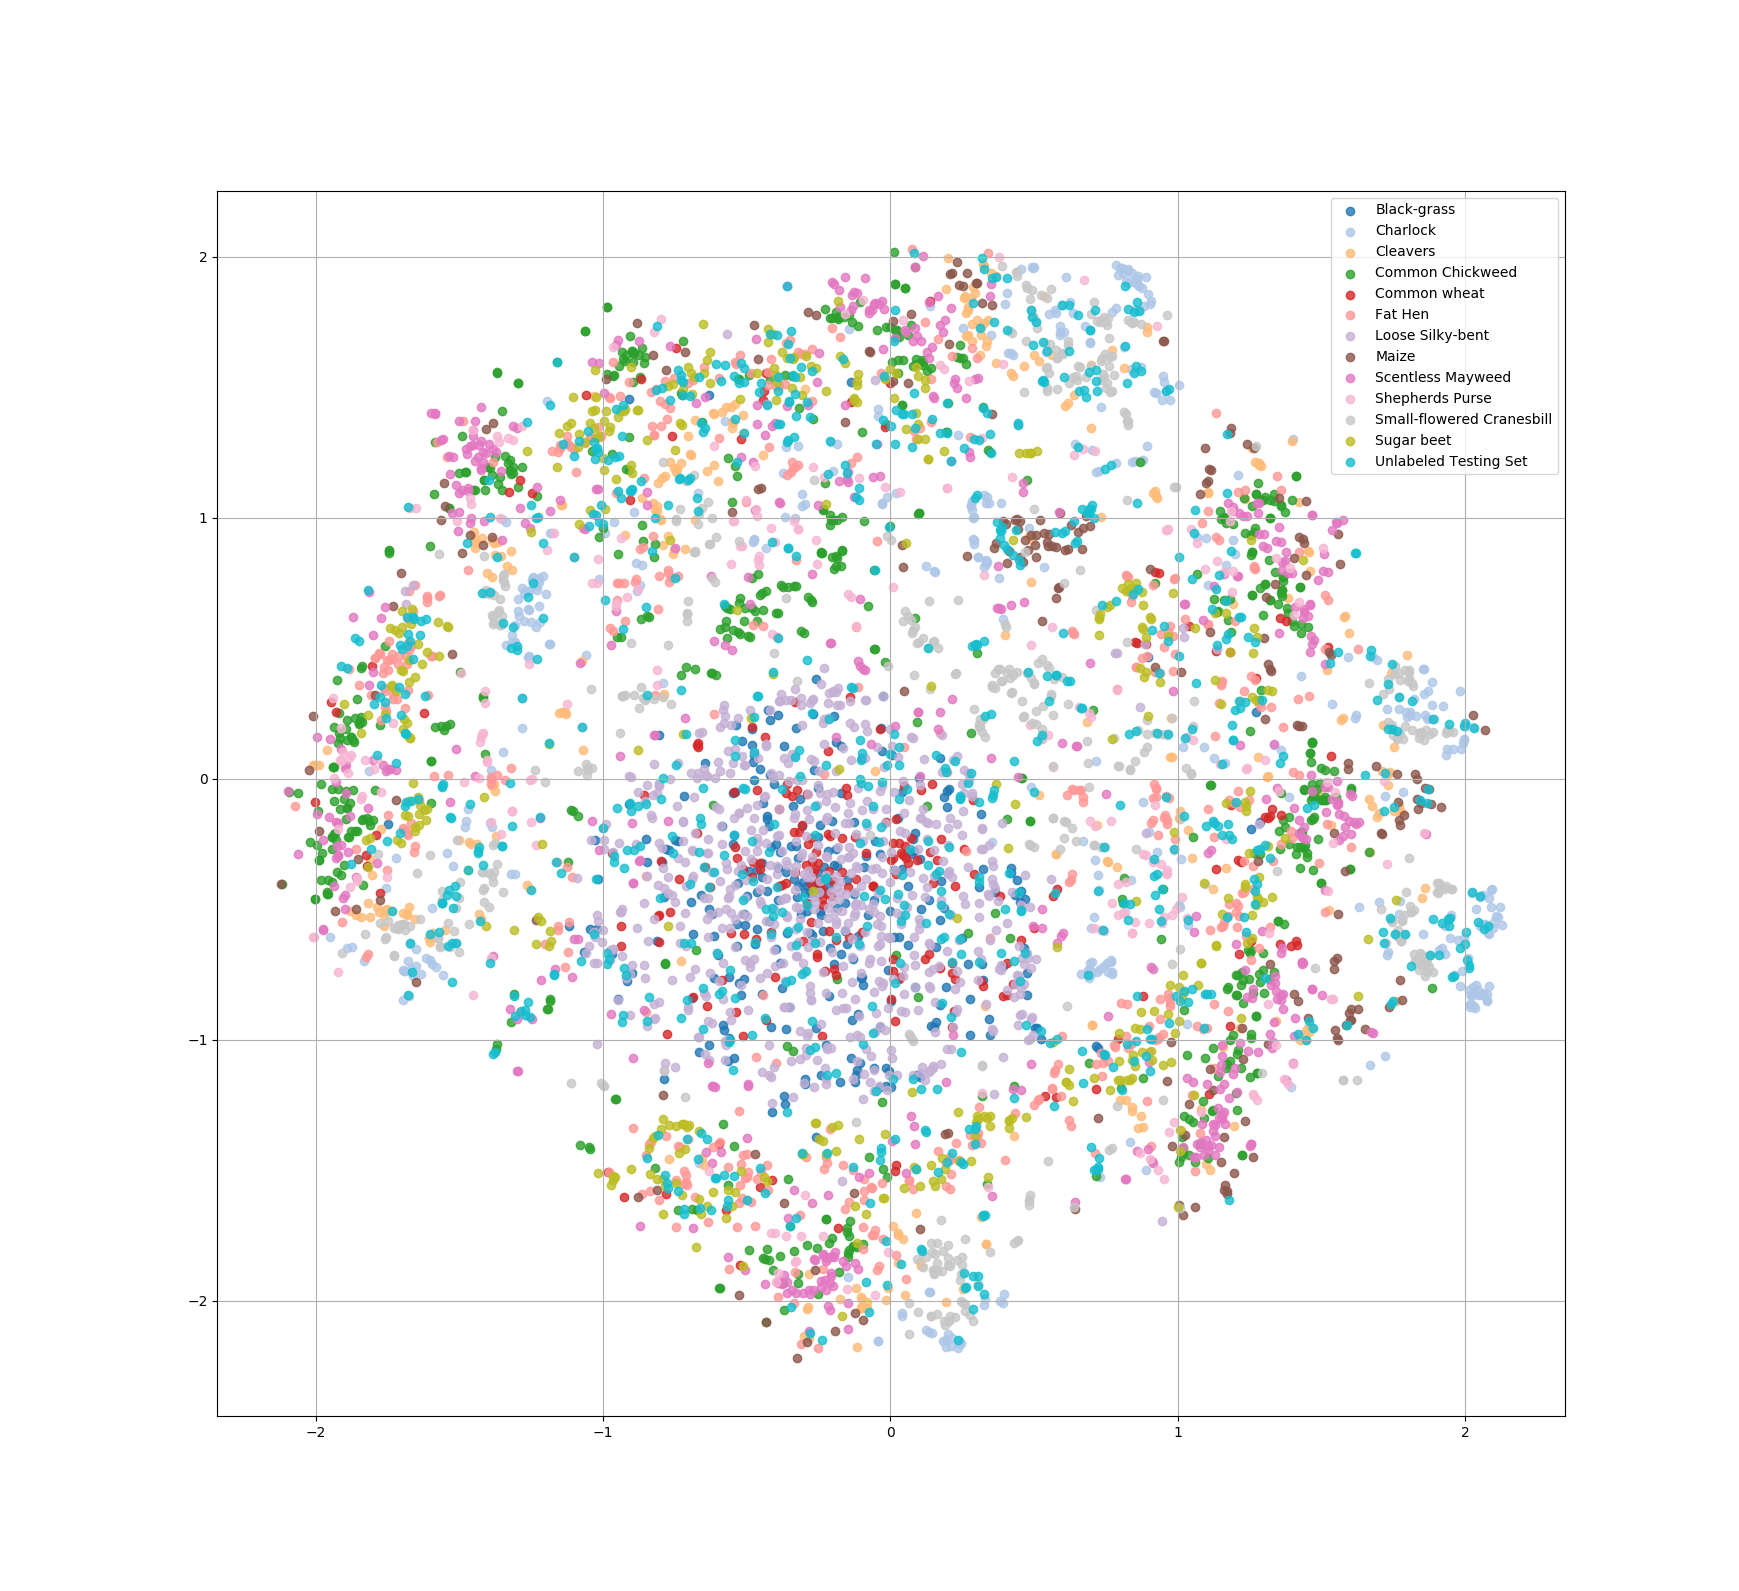 Black-grass
Charlock
Cleavers
Common Chickweed
Common wheat
Fat Hen
Loose Silky-bent
Maize
Scentless Mayweed
Shepherds Purse
Small-flowered Cranesbill
Sugar beet
Unlabeled Testing Set
2
1
0
−1
−2
−2
−1
0
1
2